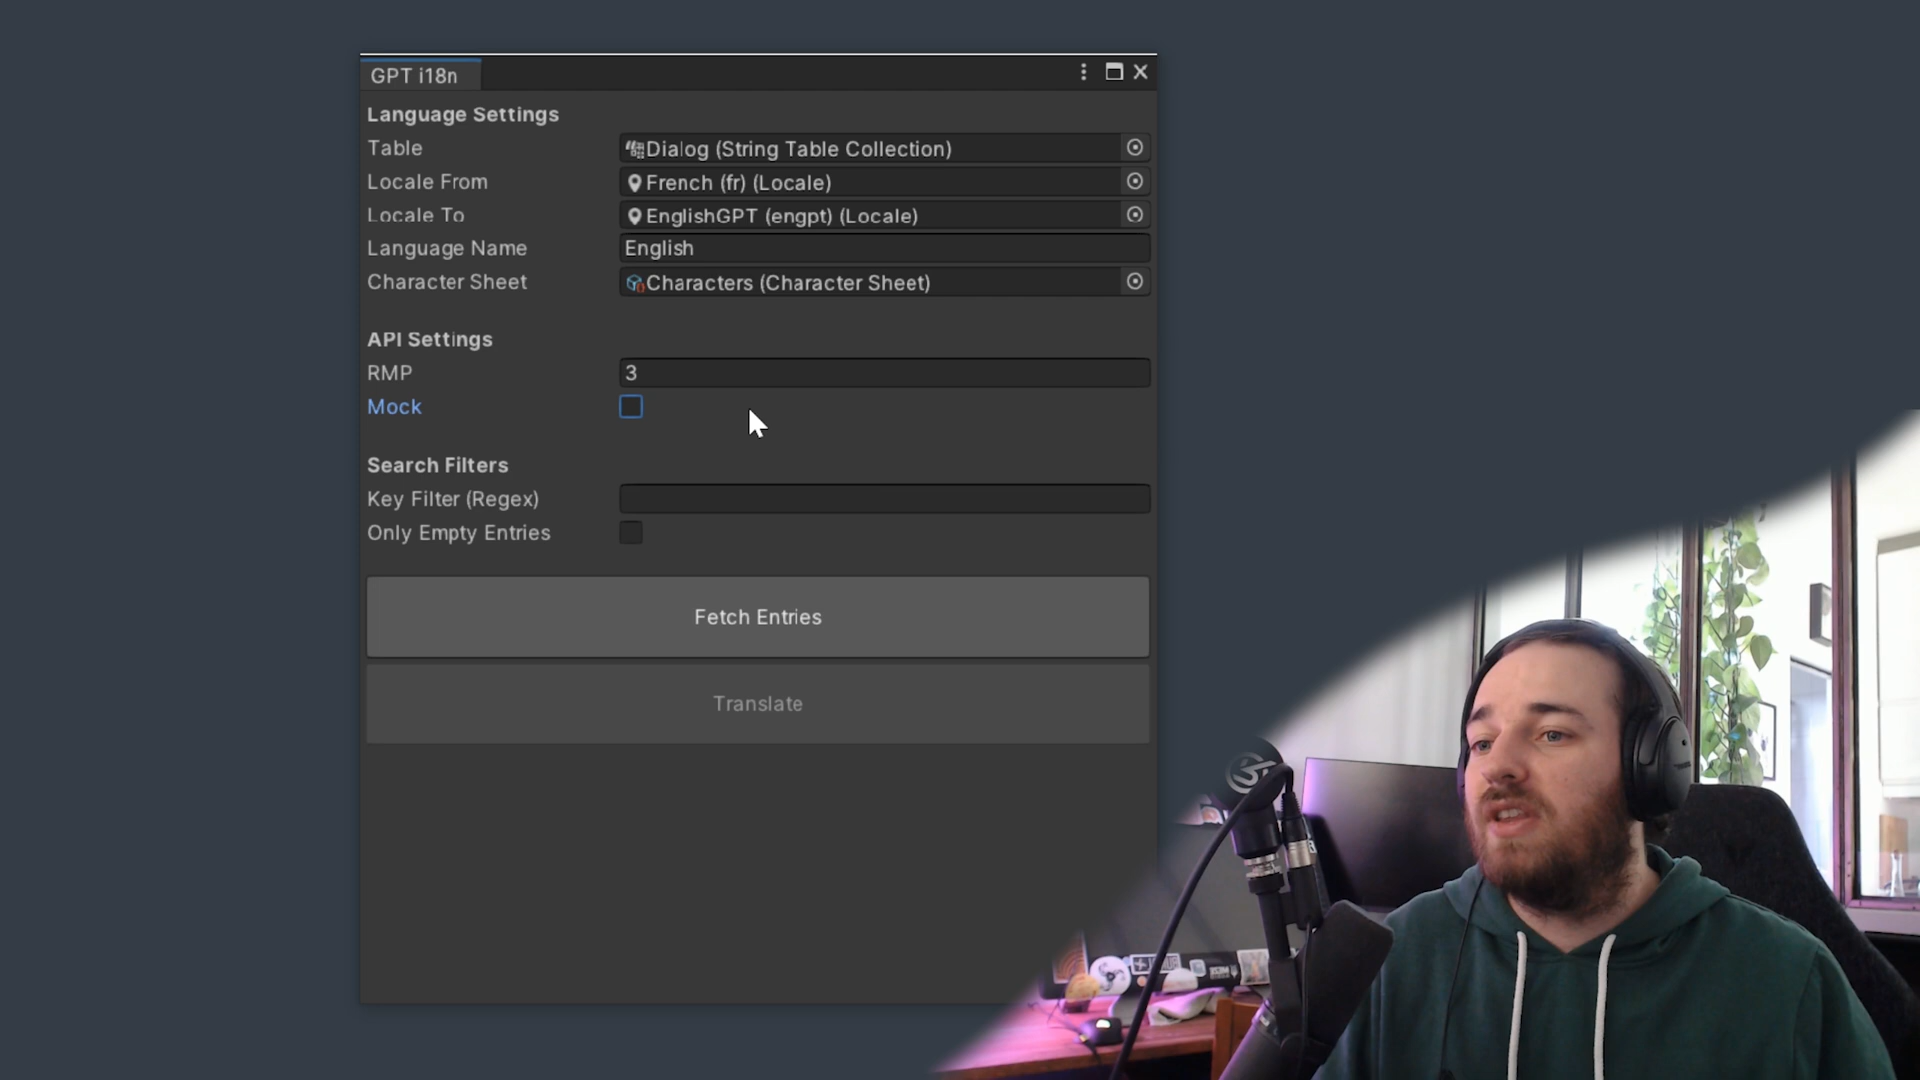 GPT i18n
Language Settings
Table
Dialog (String Table Collection)
Locale From
French (fr) (Locale)
Locale To
EnglishGPT (engpt) (Locale)
Language Name
English
Character Sheet
Characters (Character Sheet)
API Settings
RMP
3
Mock
Search Filters
Key Filter (Regex)
Only Empty Entries
Fetch Entries
Translate